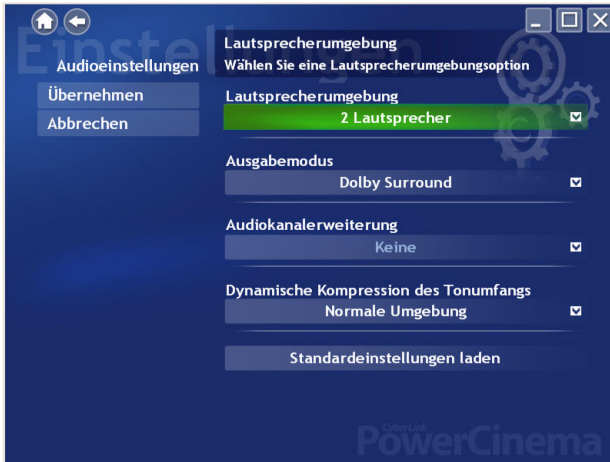 Einstellungen
Audioeinstellungen
Übernehmen
Abbrechen
Lautsprecherumgebung
Wählen Sie eine Lautsprecherumgebungsoption
Lautsprecherumgebung
2 Lautsprecher
Ausgabemodus
Dolby Surround
Audiokanalerweiterung
Keine
Dynamische Kompression des Tonumfangs
Normale Umgebung
Standardeinstellungen laden
CyberLink
PowerCinema